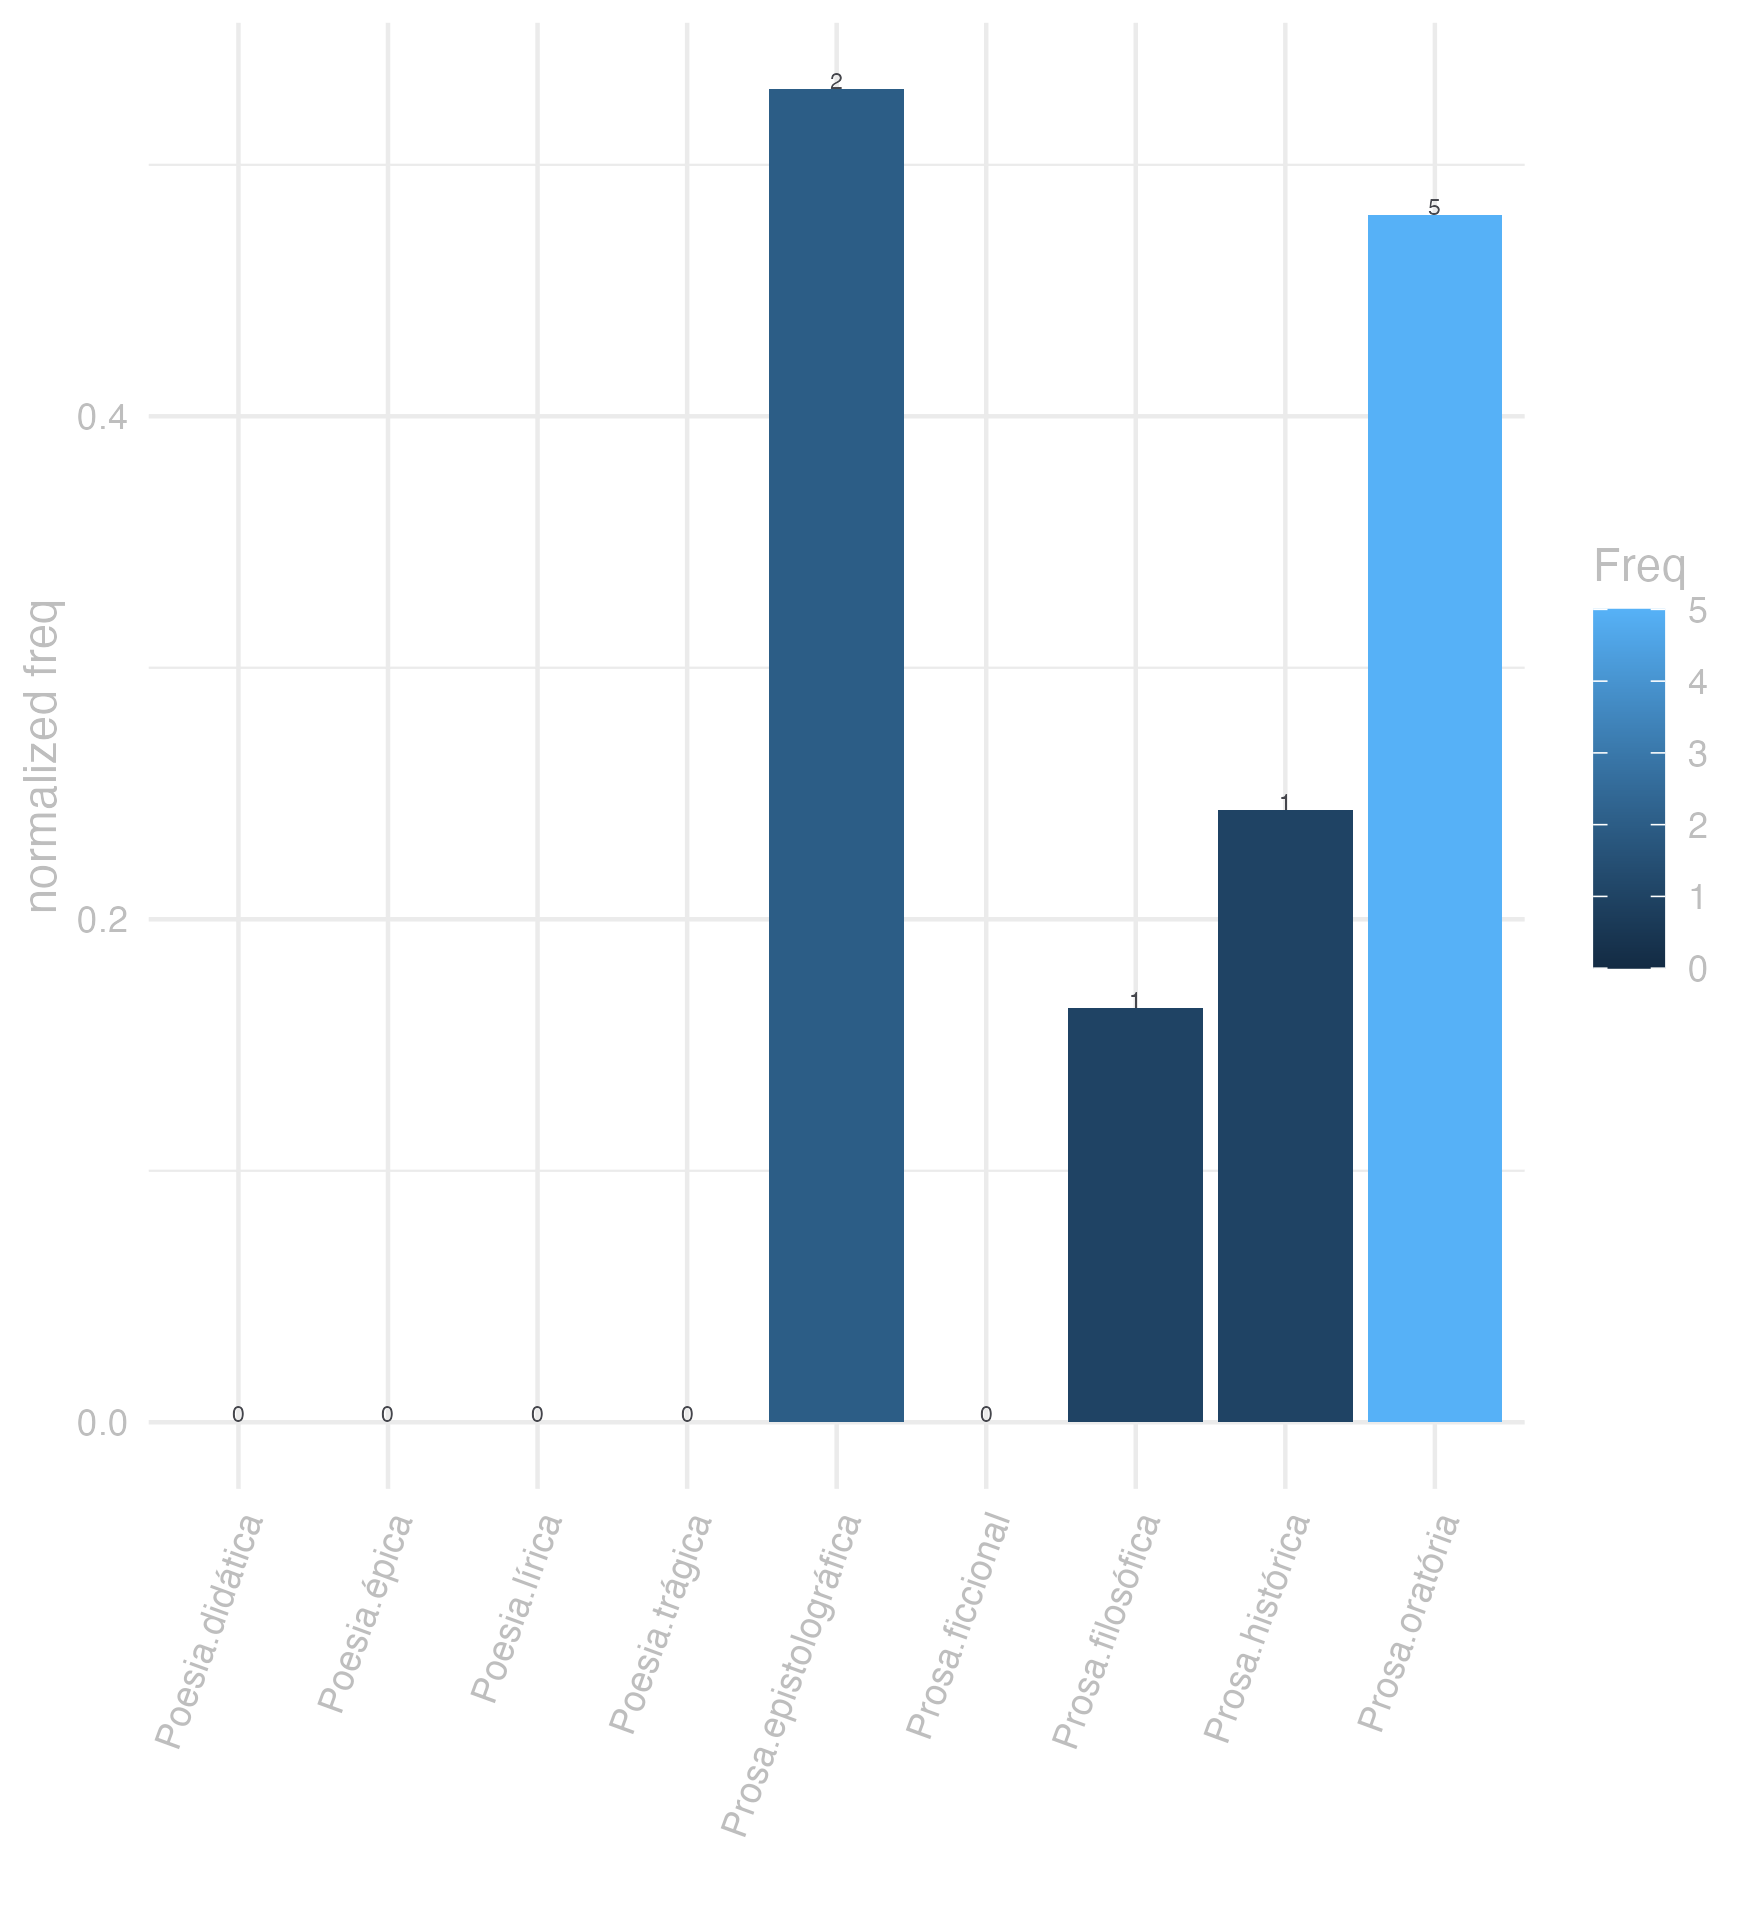 normalized freq
0.4
0.2
0.0
2
5
1
1
0
0
0
0
0
Poesia.didática
Poesia.épica
Poesia.lírica
Poesia.trágica
Prosa.epistolográfica
Prosa.ficcional
Prosa.filosófica
Prosa.histórica
Prosa.oratória
Freq
5
4
3
2
1
0